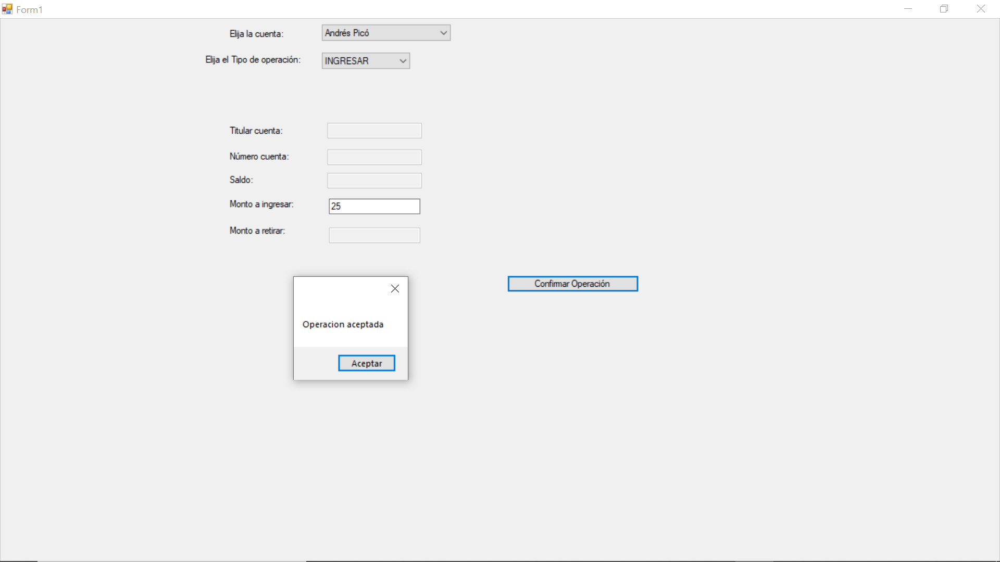 Form1
Elija la cuenta: Andrés Picó
Elija el Tipo de operación: INGRESAR
Titular cuenta:
Número cuenta:
Saldo:
Monto a ingresar: 25
Monto a retirar:
Confirmar Operación
Operacion aceptada
Aceptar